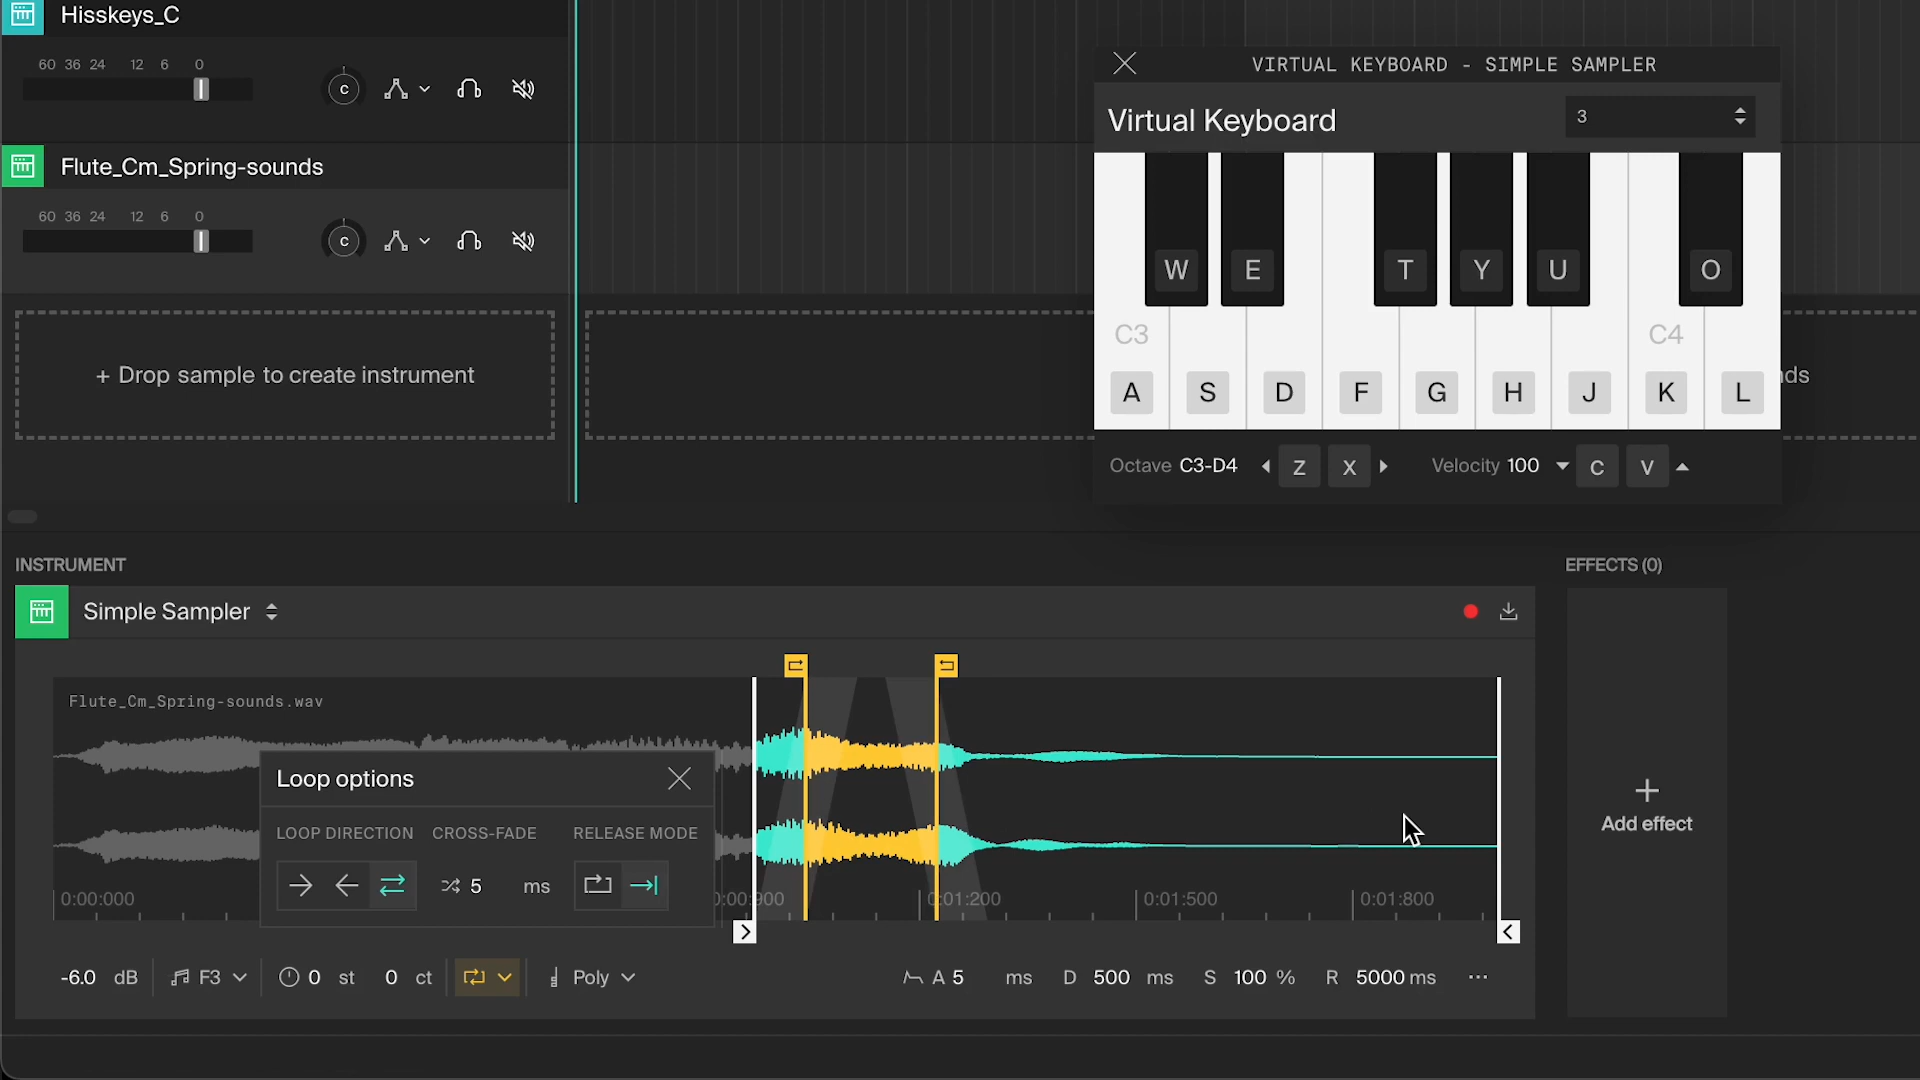 Hisskeys_C
60 36 24 12 6 0
C
Flute_Cm_Spring-sounds
60 36 24 12 6 0
C
+ Drop sample to create instrument
nds
VIRTUAL KEYBOARD - SIMPLE SAMPLER
Virtual Keyboard
3
W E T Y U O
C3 C4
A S D F G H J K L
Octave C3-D4 Z X Velocity 100 C V
INSTRUMENT
EFFECTS (0)
Simple Sampler
Flute_Cm_Spring-sounds.wav
Loop options
LOOP DIRECTION CROSS-FADE RELEASE MODE
5 ms
0:00:000 0:00:900 0:01:200 0:01:500 0:01:800
Add effect
-6.0 dB F3 0 st 0 ct Poly A 5 ms D 500 ms S 100 % R 5000 ms